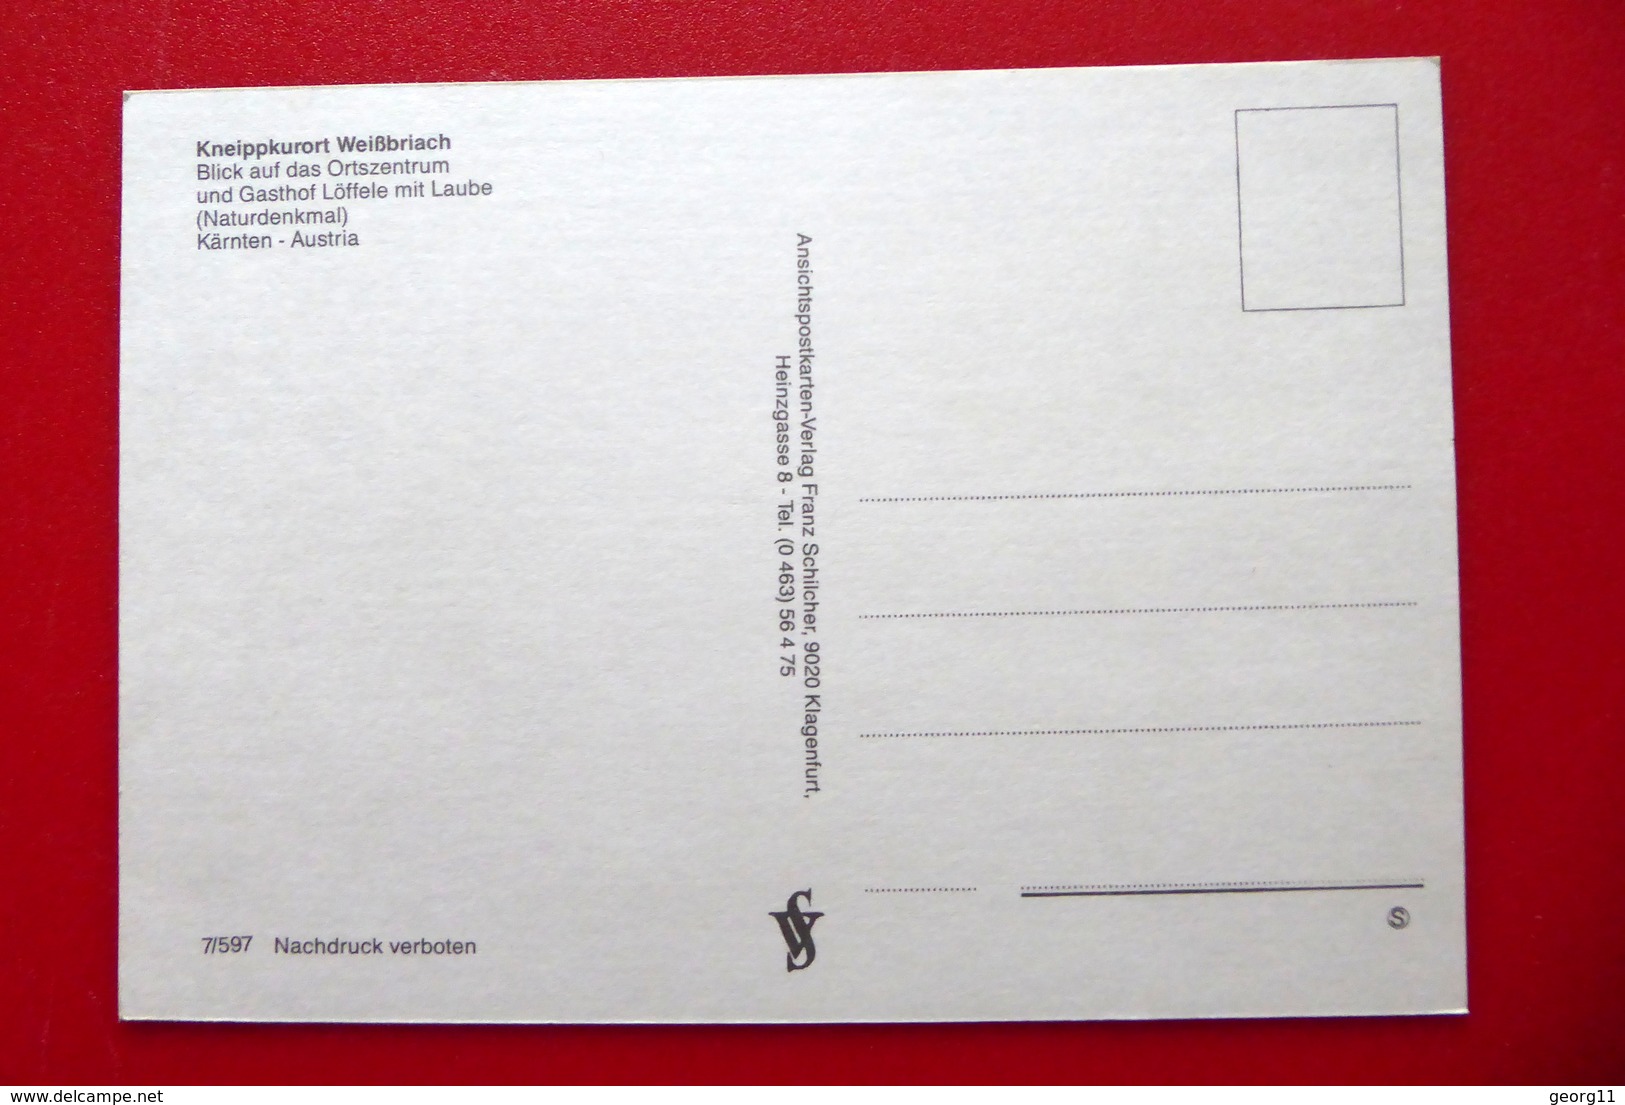 Kneippkurort Weißbriach
Blick auf das Ortszentrum
und Gasthof Löffele mit Laube
(Naturdenkmal)
Kärnten - Austria
Ansichtspostkarten-Verlag Franz Schilcher, 9020 Klagenfurt,
Heinzgasse 8 - Tel. (0 463) 56 4 75
7/597 Nachdruck verboten
S
www.delcampe.net
georg11